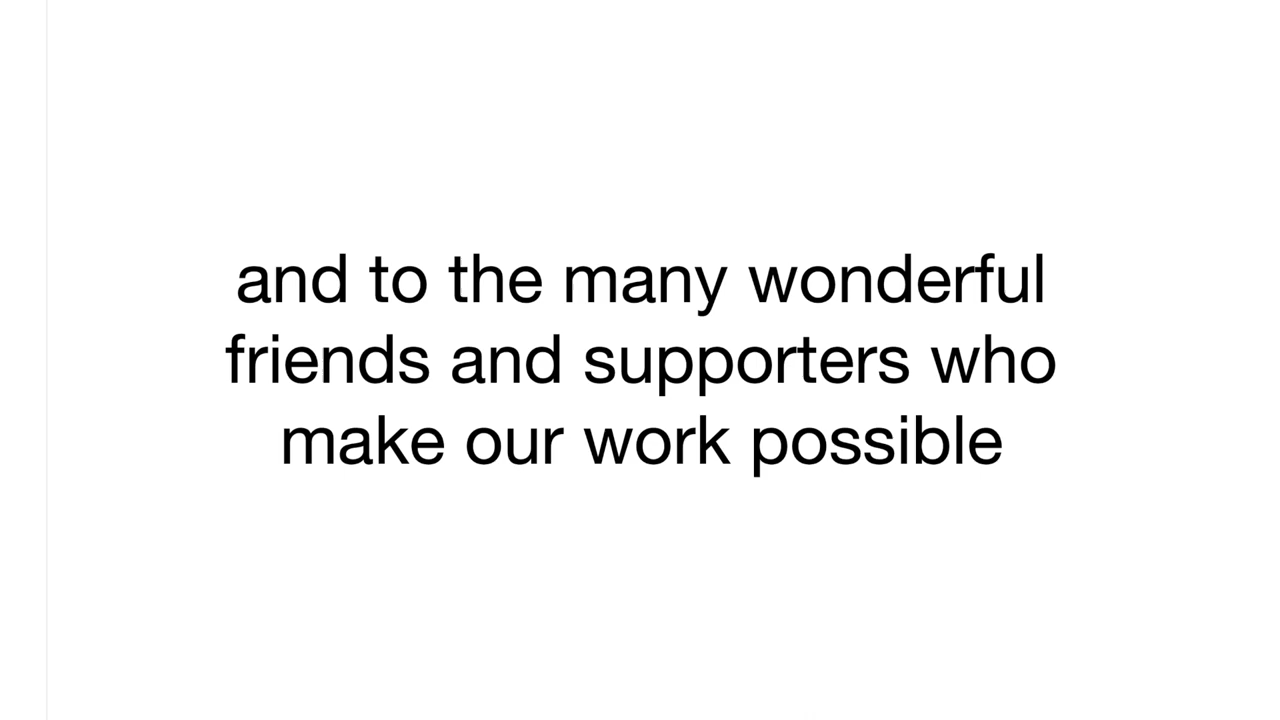 and to the many wonderful
friends and supporters who
make our work possible